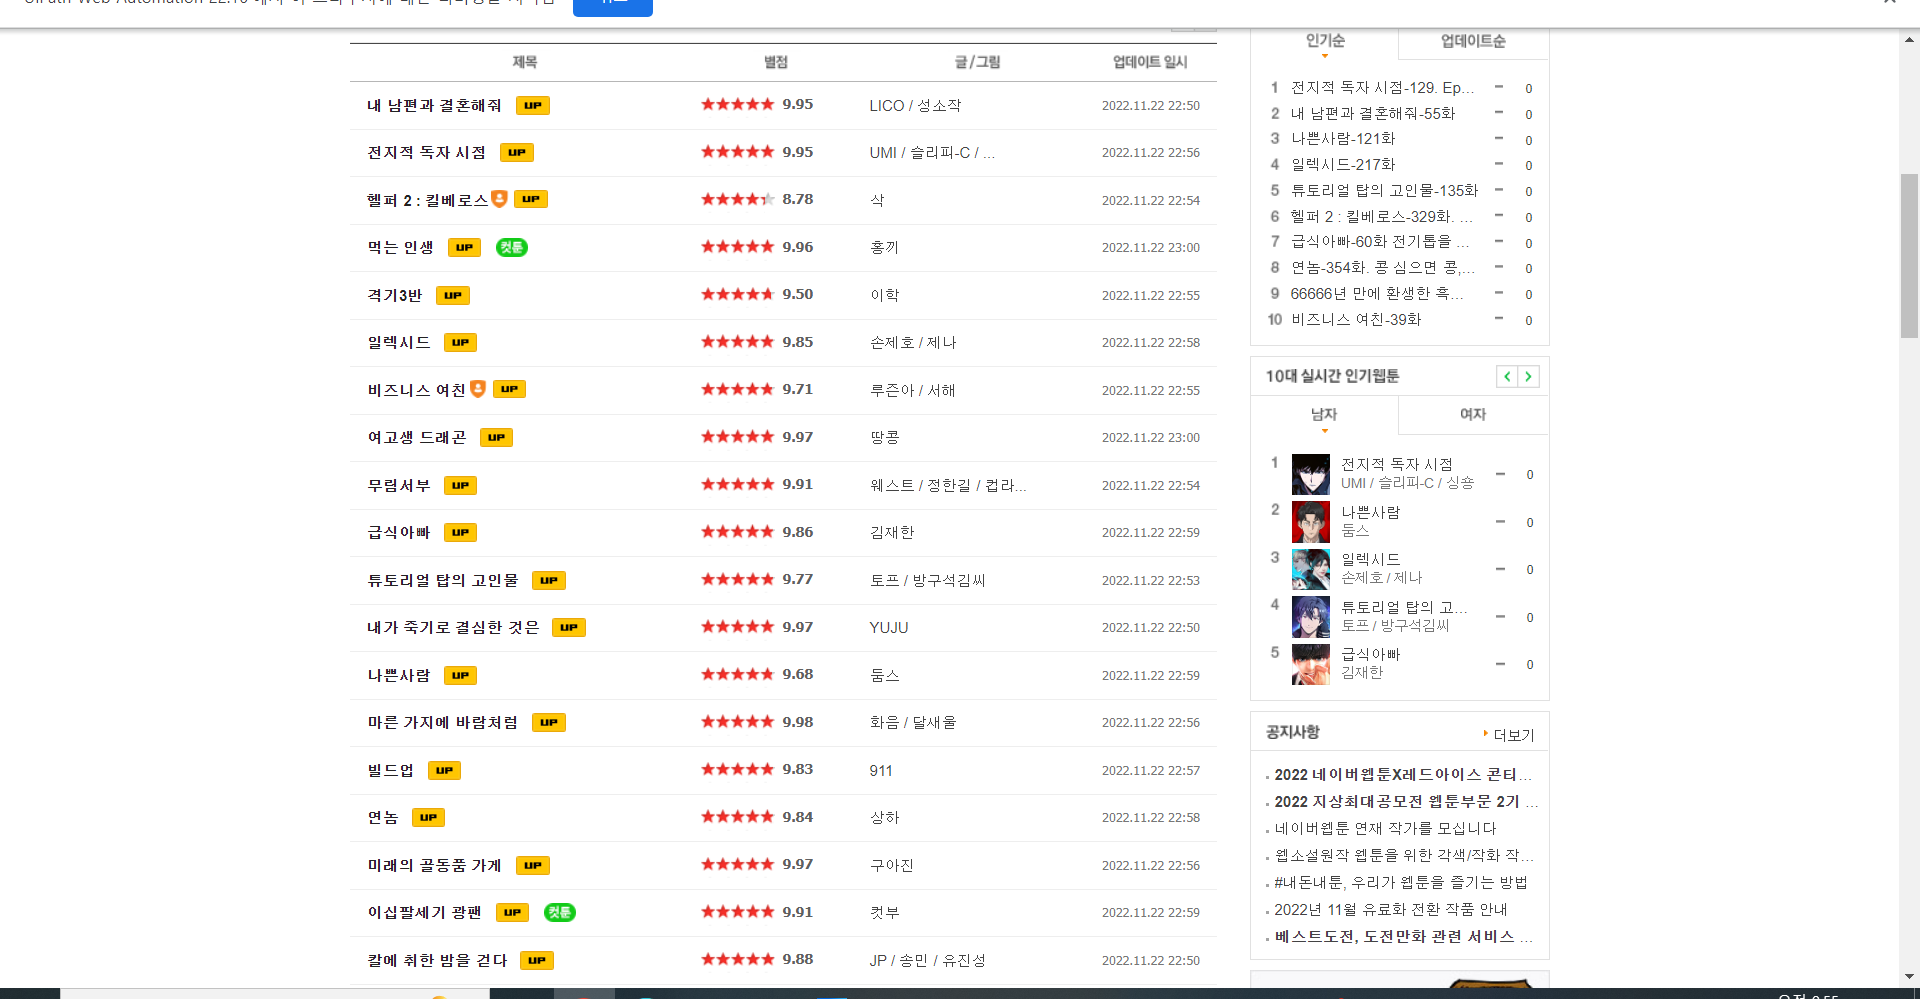 제목 별점 글 / 그림 업데이트 일시
내 남편과 결혼해줘 UP 9.95 LICO / 성소작 2022.11.22 22:50
전지적 독자 시점 UP 9.95 UMI / 슬리피-C / ... 2022.11.22 22:56
헬퍼 2 : 킬베로스 UP 8.78 삭 2022.11.22 22:54
먹는 인생 UP 컷툰 9.96 홍끼 2022.11.22 23:00
격기3반 UP 9.50 이학 2022.11.22 22:55
일렉시드 UP 9.85 손제호 / 제나 2022.11.22 22:58
비즈니스 여친 UP 9.71 루즌아 / 서해 2022.11.22 22:55
여고생 드래곤 UP 9.97 땅콩 2022.11.22 23:00
무림서부 UP 9.91 웨스트 / 정한길 / 컵라... 2022.11.22 22:54
급식아빠 UP 9.86 김재한 2022.11.22 22:59
튜토리얼 탑의 고인물 UP 9.77 토프 / 방구석김씨 2022.11.22 22:53
내가 죽기로 결심한 것은 UP 9.97 YUJU 2022.11.22 22:50
나쁜사람 UP 9.68 둠스 2022.11.22 22:59
마른 가지에 바람처럼 UP 9.98 화음 / 달새울 2022.11.22 22:56
빌드업 UP 9.83 911 2022.11.22 22:57
연놈 UP 9.84 상하 2022.11.22 22:58
미래의 골동품 가게 UP 9.97 구아진 2022.11.22 22:56
이십팔세기 광팬 UP 컷툰 9.91 컷부 2022.11.22 22:59
칼에 취한 밤을 걷다 UP 9.88 JP / 송민 / 유진성 2022.11.22 22:50
인기순 업데이트순
1 전지적 독자 시점-129. Ep... 0
2 내 남편과 결혼해줘-55화 0
3 나쁜사람-121화 0
4 일렉시드-217화 0
5 튜토리얼 탑의 고인물-135화 0
6 헬퍼 2 : 킬베로스-329화. ... 0
7 급식아빠-60화 전기톱을 ... 0
8 연놈-354화. 콩 심으면 콩,... 0
9 66666년 만에 환생한 흑... 0
10 비즈니스 여친-39화 0
10대 실시간 인기웹툰
남자 여자
1 전지적 독자 시점 0
UMI / 슬리피-C / 싱숑
2 나쁜사람 0
둠스
3 일렉시드 0
손제호 / 제나
4 튜토리얼 탑의 고... 0
토프 / 방구석김씨
5 급식아빠 0
김재한
공지사항 더보기
2022 네이버웹툰X레드아이스 콘티...
2022 지상최대공모전 웹툰부문 2기 ...
네이버웹툰 연재 작가를 모십니다
웹소설원작 웹툰을 위한 각색/작화 작...
#내돈내툰, 우리가 웹툰을 즐기는 방법
2022년 11월 유료화 전환 작품 안내
베스트도전, 도전만화 관련 서비스 ...